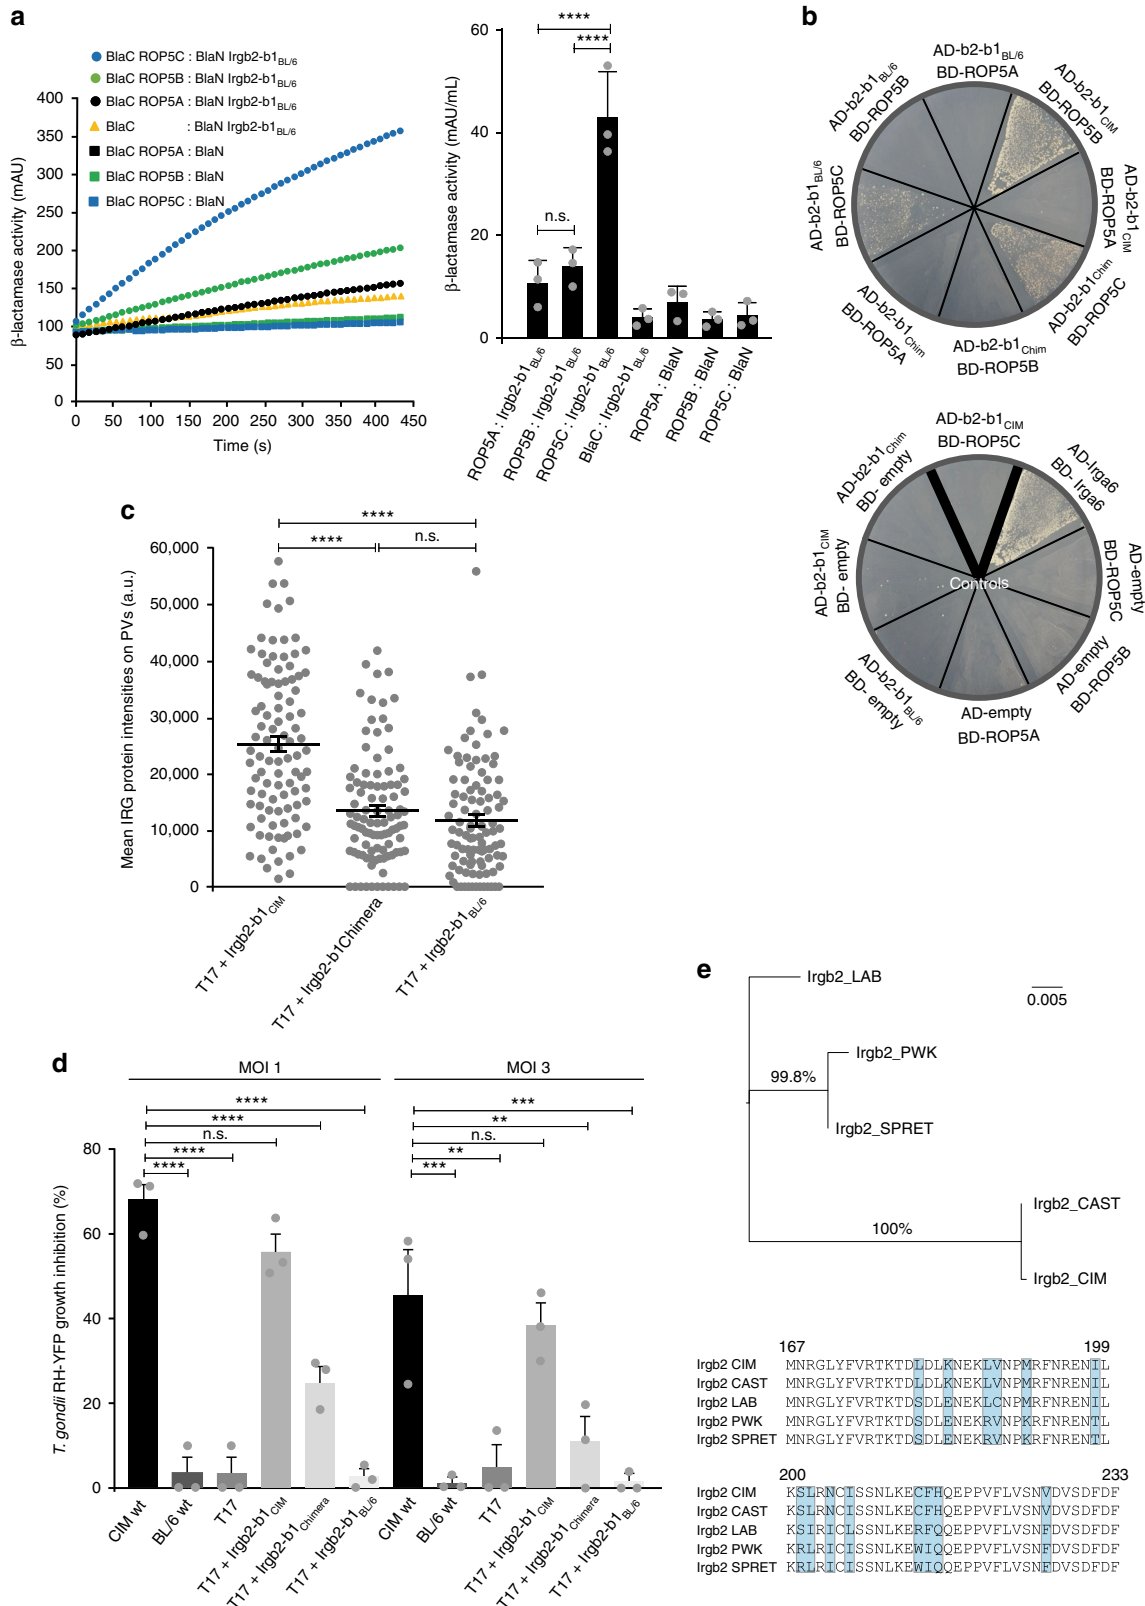 a
BlaC ROP5C : BlaN Irgb2-b1BL/6
BlaC ROP5B : BlaN Irgb2-b1BL/6
BlaC ROP5A : BlaN Irgb2-b1BL/6
BlaC : BlaN Irgb2-b1BL/6
BlaC ROP5A : BlaN
BlaC ROP5B : BlaN
BlaC ROP5C : BlaN
β-lactamase activity (mAU)
400
350
300
250
200
150
100
50
0
0 50 100 150 200 250 300 350 400 450
Time (s)
β-lactamase activity (mAU/mL)
60
40
20
0
****
****
n.s.
ROP5A : Irgb2-b1BL/6
ROP5B : Irgb2-b1BL/6
ROP5C : Irgb2-b1BL/6
BlaC : Irgb2-b1BL/6
ROP5A : BlaN
ROP5B : BlaN
ROP5C : BlaN
b
AD-b2-b1BL/6
BD-ROP5A
AD-b2-b1CIM
BD-ROP5B
AD-b2-b1CIM
BD-ROP5A
AD-b2-b1Chim
BD-ROP5C
AD-b2-b1Chim
BD-ROP5B
AD-b2-b1Chim
BD-ROP5A
AD-b2-b1BL/6
BD-ROP5C
AD-b2-b1BL/6
BD-ROP5B
AD-b2-b1CIM
BD-ROP5C
AD-Irga6
BD- Irga6
AD-empty
BD-ROP5C
AD-empty
BD-ROP5B
AD-empty
BD-ROP5A
AD-b2-b1BL/6
BD- empty
AD-b2-b1CIM
BD- empty
AD-b2-b1Chim
BD- empty
Controls
c
Mean IRG protein intensities on PVs (a.u.)
60,000
50,000
40,000
30,000
20,000
10,000
0
****
****
n.s.
T17 + Irgb2-b1CIM
T17 + Irgb2-b1Chimera
T17 + Irgb2-b1BL/6
d
MOI 1
MOI 3
T. gondii RH-YFP growth inhibition (%)
80
60
40
20
0
****
****
n.s.
****
****
***
**
n.s.
**
***
CIM wt
BL/6 wt
T17
T17 + Irgb2-b1CIM
T17 + Irgb2-b1Chimera
T17 + Irgb2-b1BL/6
CIM wt
BL/6 wt
T17
T17 + Irgb2-b1CIM
T17 + Irgb2-b1Chimera
T17 + Irgb2-b1BL/6
e
Irgb2_LAB
0.005
Irgb2_PWK
99.8%
Irgb2_SPRET
Irgb2_CAST
100%
Irgb2_CIM
167 199
Irgb2 CIM MNRGLYFVRTKTDLDLKNEKLVNPMRFNRENIL
Irgb2 CAST MNRGLYFVRTKTDLDLKNEKLVNPMRFNRENIL
Irgb2 LAB MNRGLYFVRTKTDSDLENEKLCNPMRFNRENIL
Irgb2 PWK MNRGLYFVRTKTDSDLENEKRVNPKRFNRENTL
Irgb2 SPRET MNRGLYFVRTKTDSDLENEKRVNPKRFNRENTL
200 233
Irgb2 CIM KSLRNCISSNLKECFHQEPPVFLVSNVDVSDFDF
Irgb2 CAST KSLRNCISSNLKECFHQEPPVFLVSNVDVSDFDF
Irgb2 LAB KSIRICLSSNLKERFQQEPPVFLVSNFDVSDFDF
Irgb2 PWK KRLRICISSNLKEWIQQEPPVFLVSNFDVSDFDF
Irgb2 SPRET KRLRICISSNLKEWIQQEPPVFLVSNFDVSDFDF